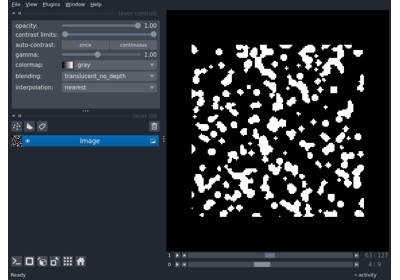 File View Plugins Window Help
layer controls
opacity: 1.00
contrast limits:
auto-contrast: once continuous
gamma: 1.00
colormap: gray
blending: translucent_no_depth
interpolation: nearest
layer list
Image
1 63 127
0 4 9
Ready activity